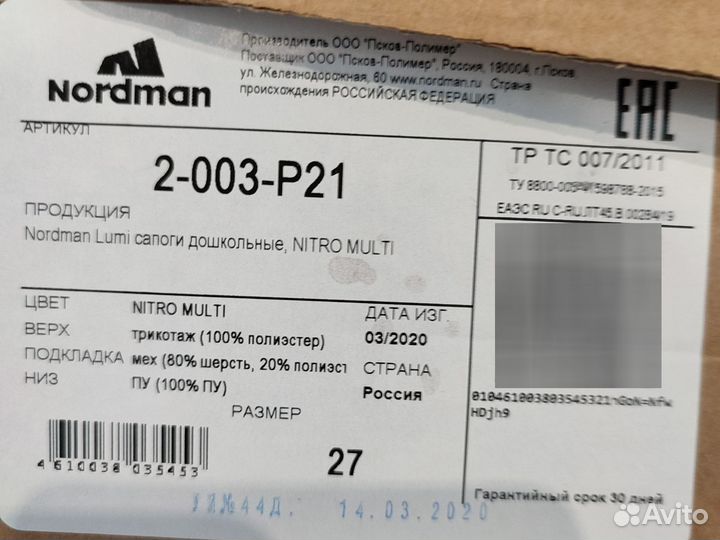 Nordman
Производитель ООО "Псков-Полимер"
Поставщик ООО "Псков-Полимер", Россия, 180004, г.Псков,
ул. Железнодорожная, 60 www.nordman.ru Страна
происхождения РОССИЙСКАЯ ФЕДЕРАЦИЯ
EAC
АРТИКУЛ
2-003-P21
ТР ТС 007/2011
ПРОДУКЦИЯ
Nordman Lumi сапоги дошкольные, NITRO MULTI
ЦВЕТ NITRO MULTI
ВЕРХ трикотаж (100% полиэстер)
ПОДКЛАДКА мех (80% шерсть, 20% полиэст
НИЗ ПУ (100% ПУ)
ДАТА ИЗГ.
03/2020
СТРАНА
Россия
РАЗМЕР
27
4 610038 035453
14.03.2020
Гарантийный срок 30 дней
Avito